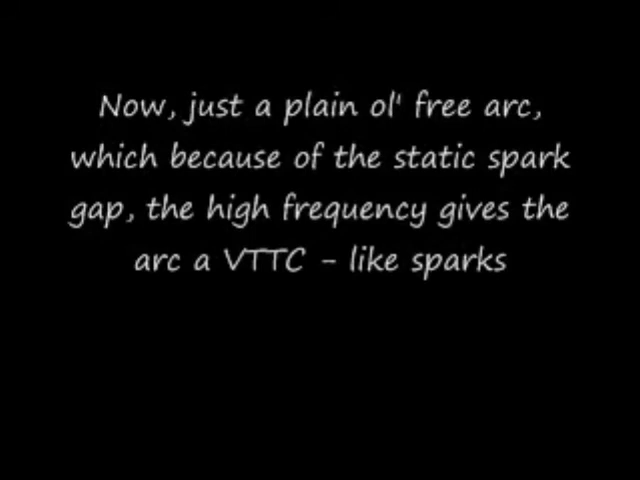 Now, just a plain ol' free arc,
which because of the static spark
gap, the high frequency gives the
arc a VTTC - like sparks